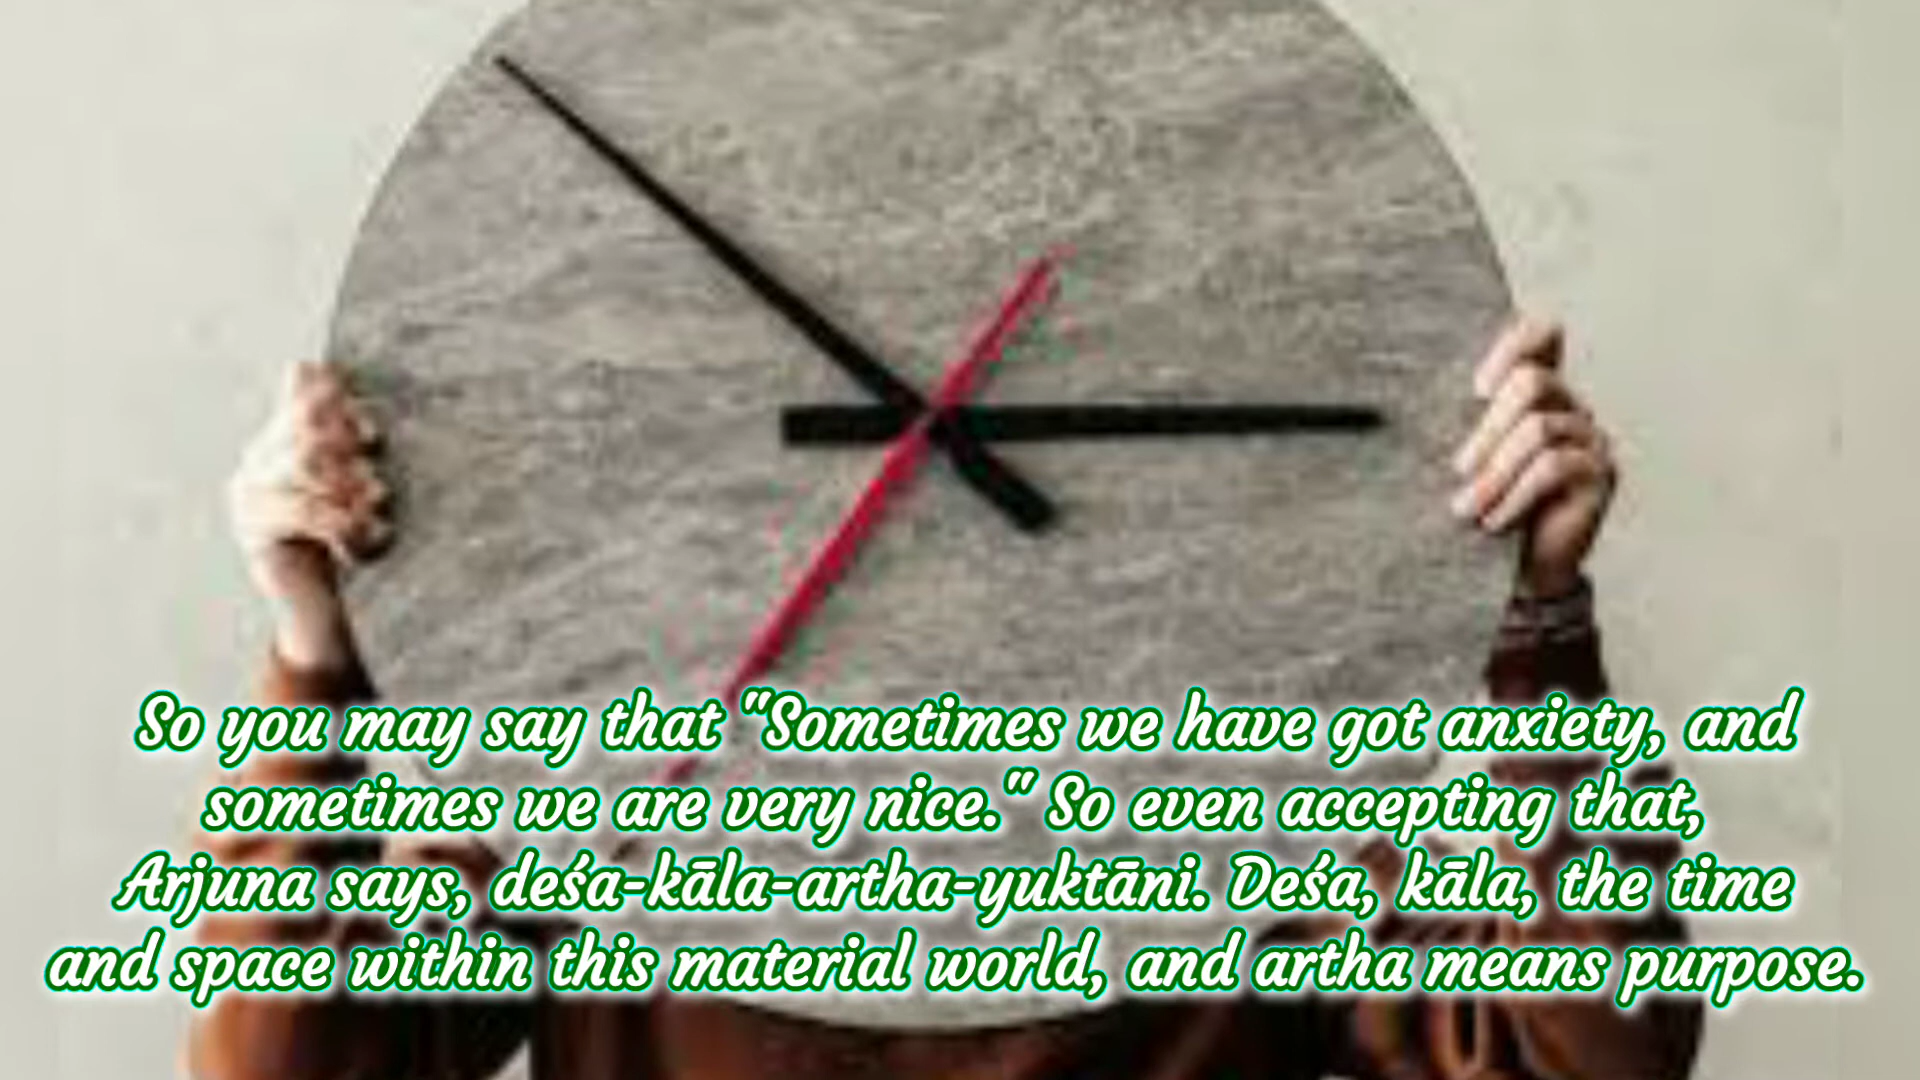 So you may say that "Sometimes we have got anxiety, and
sometimes we are very nice." So even accepting that,
Arjuna says, deśa-kāla-artha-yuktāni. Deśa, kāla, the time
and space within this material world, and artha means purpose.